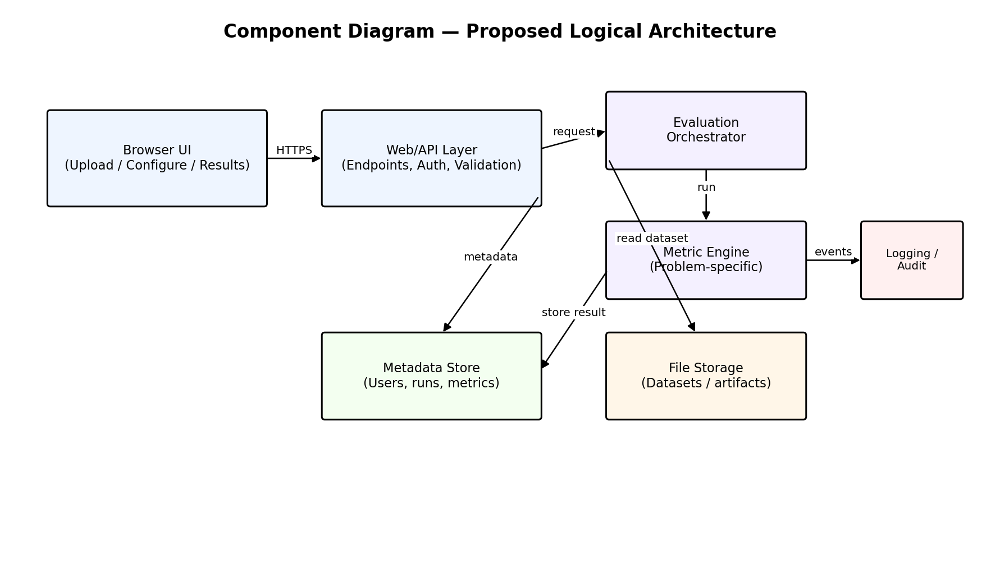 Component Diagram — Proposed Logical Architecture
Browser UI
(Upload / Configure / Results)
HTTPS
Web/API Layer
(Endpoints, Auth, Validation)
request
Evaluation
Orchestrator
run
read dataset
Metric Engine
(Problem-specific)
events
Logging /
Audit
metadata
store result
Metadata Store
(Users, runs, metrics)
File Storage
(Datasets / artifacts)